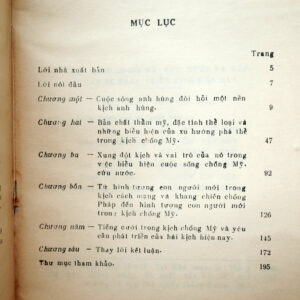 MỤC LỤC
Trang
Lời nhà xuất bản 5
Lời nói đầu 7
Chương một — Cuộc sống anh hùng đòi hỏi một nền
kịch anh hùng. 9
Chương hai — Bản chất thẩm mỹ, đặc tính thể loại và
những biểu hiện của xu hướng phá thể
trong kịch chống Mỹ. 47
Chương ba — Xung đột kịch và vai trò của nó trong
việc biểu hiện cuộc sống chống Mỹ,
cứu nước. 92
Chương bốn — Từ hình tượng con người mới trong
kịch cách mạng và kháng chiến chống
Pháp đến hình tượng con người mới
trong kịch chống Mỹ. 126
Chương năm — Tiếng cười trong kịch chống Mỹ và yêu
cầu phát triển của hài kịch hiện nay. 145
Chương sáu — Thay lời kết luận. 172
Thư mục tham khảo. 195